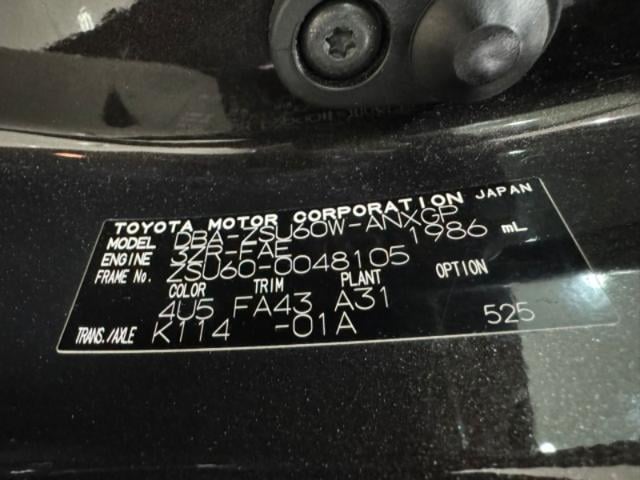 TOYOTA MOTOR CORPORATION JAPAN
MODEL DBA-ZSU60W-ANXGP
ENGINE 3ZR-FAE 1986 mL
FRAME No. ZSU60-0048105
COLOR TRIM PLANT OPTION
4U5 FA43 A31
TRANS./AXLE K114 -01A 525